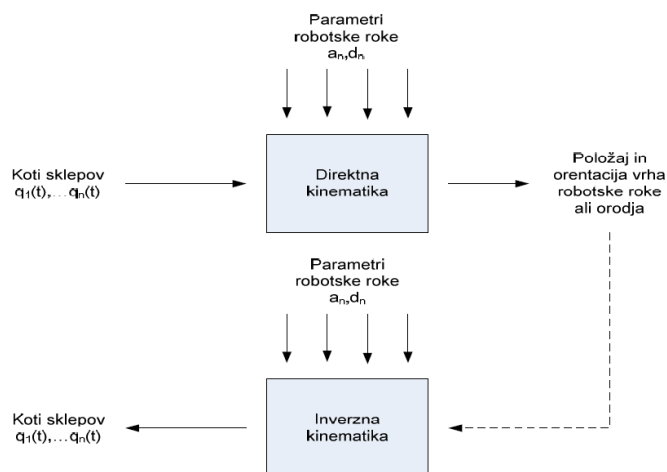 Parametri
robotske roke
aₙ,dₙ
Koti sklepov
q₁(t),...qₙ(t)
Direktna
kinematika
Položaj in
orentacija vrha
robotske roke
ali orodja
Parametri
robotske roke
aₙ,dₙ
Koti sklepov
q₁(t),...qₙ(t)
Inverzna
kinematika